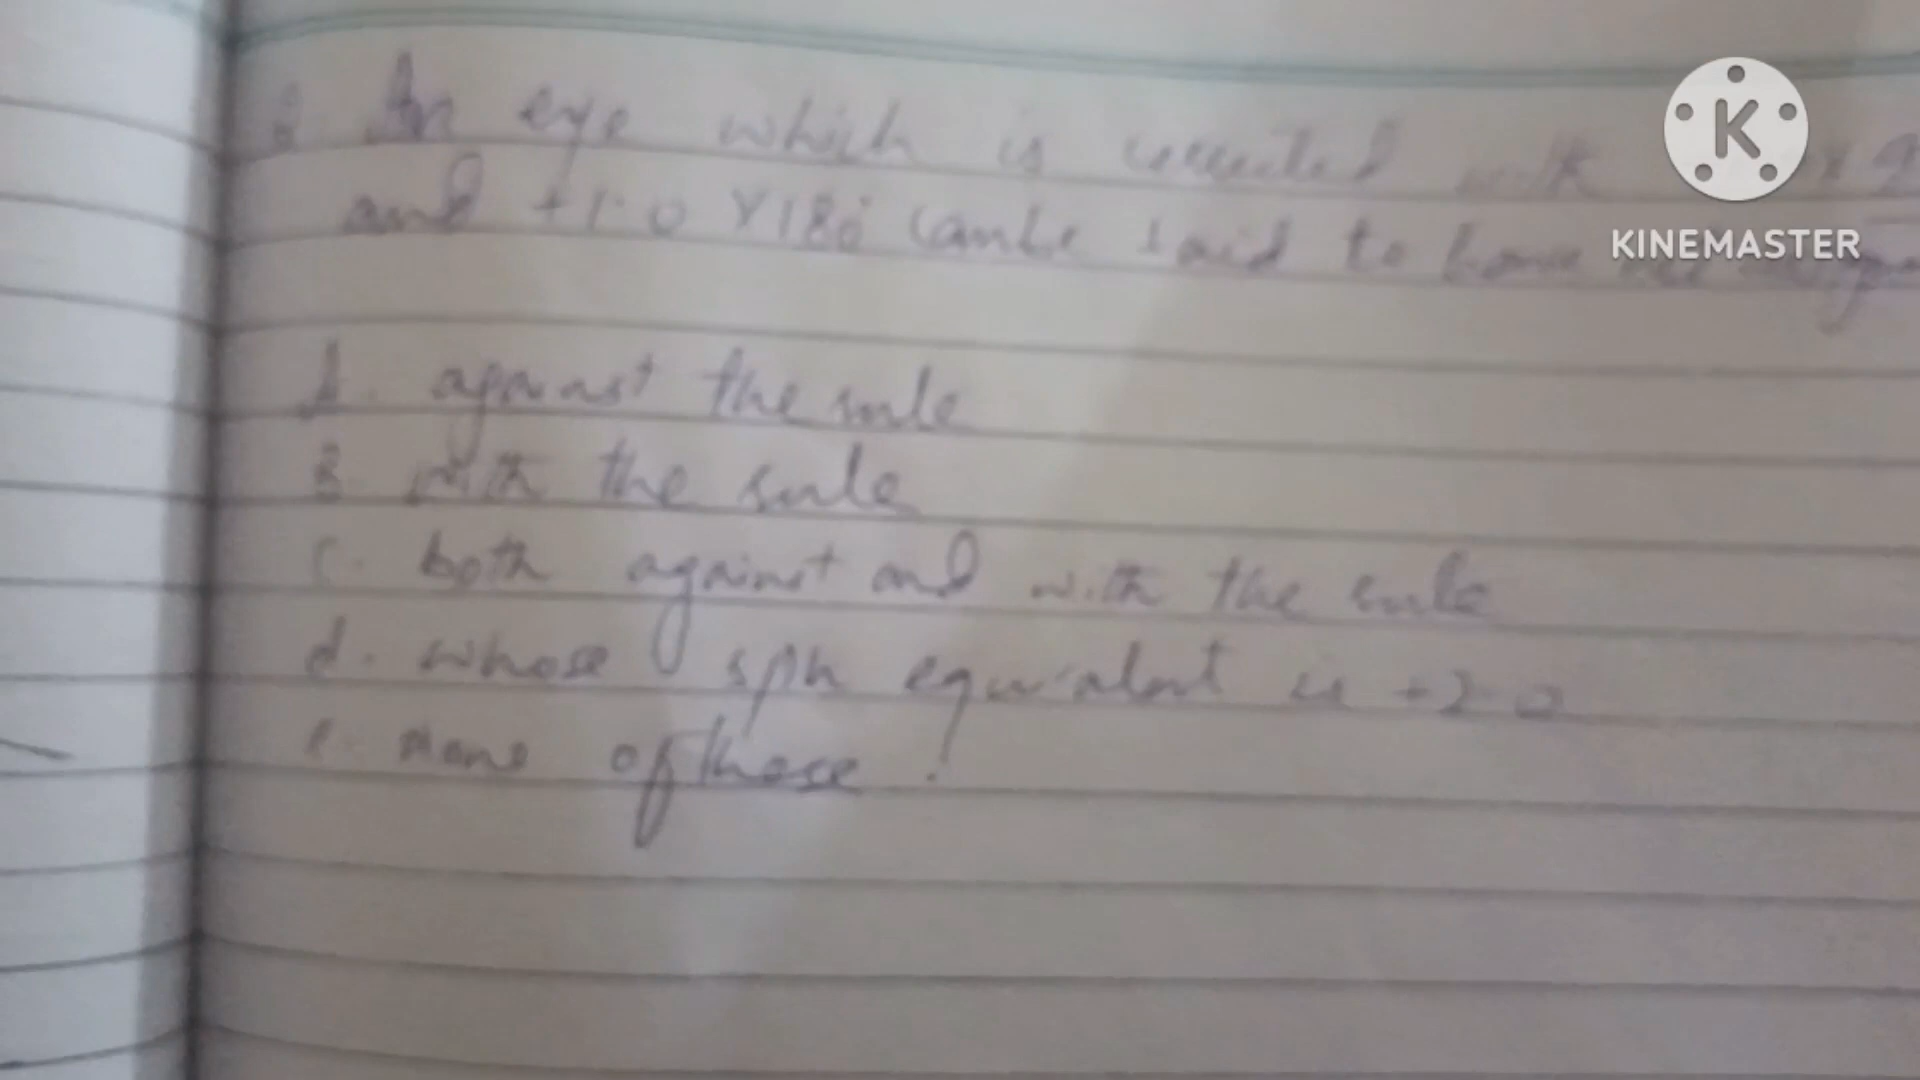 An eye which is corrected with
and +1.0 X180 can be said to have
A. against the rule
B. with the rule
C. both against and with the rule
d. whose sph equivalent is +2.0
e. none of these!
KINEMASTER